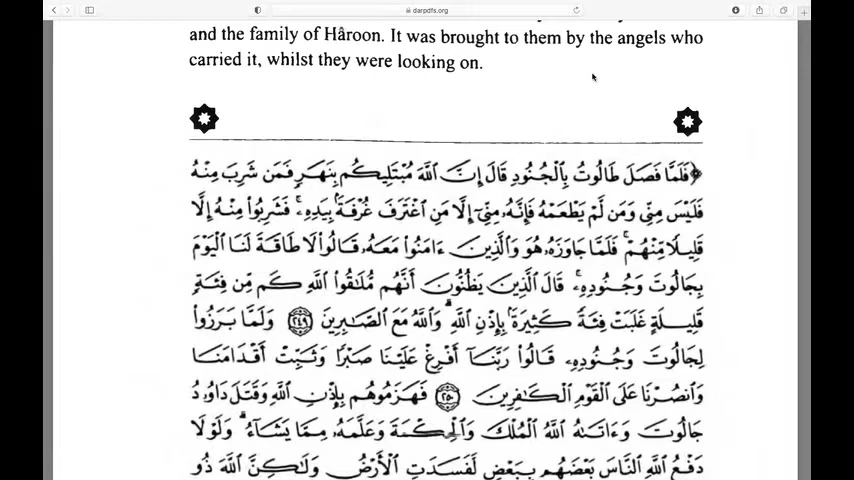 darpdfs.org
and the family of Hâroon. It was brought to them by the angels who
carried it, whilst they were looking on.
﴿فَلَمَّا فَصَلَ طَالُوتُ بِالْجُنُودِ قَالَ إِنَّ اللَّهَ مُبْتَلِيكُم بِنَهَرٍ فَمَن شَرِبَ مِنْهُ
فَلَيْسَ مِنِّي وَمَن لَّمْ يَطْعَمْهُ فَإِنَّهُ مِنِّي إِلَّا مَنِ اغْتَرَفَ غُرْفَةً بِيَدِهِ ۚ فَشَرِبُوا مِنْهُ إِلَّا
قَلِيلًا مِّنْهُمْ ۚ فَلَمَّا جَاوَزَهُ هُوَ وَالَّذِينَ ءَامَنُوا مَعَهُ قَالُوا لَا طَاقَةَ لَنَا الْيَوْمَ
بِجَالُوتَ وَجُنُودِهِ ۚ قَالَ الَّذِينَ يَظُنُّونَ أَنَّهُم مُّلَاقُوا اللَّهِ كَم مِّن فِئَةٍ
قَلِيلَةٍ غَلَبَتْ فِئَةً كَثِيرَةً بِإِذْنِ اللَّهِ ۗ وَاللَّهُ مَعَ الصَّابِرِينَ ٢٤٩ وَلَمَّا بَرَزُوا
لِجَالُوتَ وَجُنُودِهِ قَالُوا رَبَّنَا أَفْرِغْ عَلَيْنَا صَبْرًا وَثَبِّتْ أَقْدَامَنَا
وَانصُرْنَا عَلَى الْقَوْمِ الْكَافِرِينَ ٢٥٠ فَهَزَمُوهُم بِإِذْنِ اللَّهِ وَقَتَلَ دَاوُدُ
جَالُوتَ وَءَاتَاهُ اللَّهُ الْمُلْكَ وَالْحِكْمَةَ وَعَلَّمَهُ مِمَّا يَشَاءُ ۗ وَلَوْلَا
دَفْعُ اللَّهِ النَّاسَ بَعْضَهُم بِبَعْضٍ لَّفَسَدَتِ الْأَرْضُ وَلَٰكِنَّ اللَّهَ ذُو